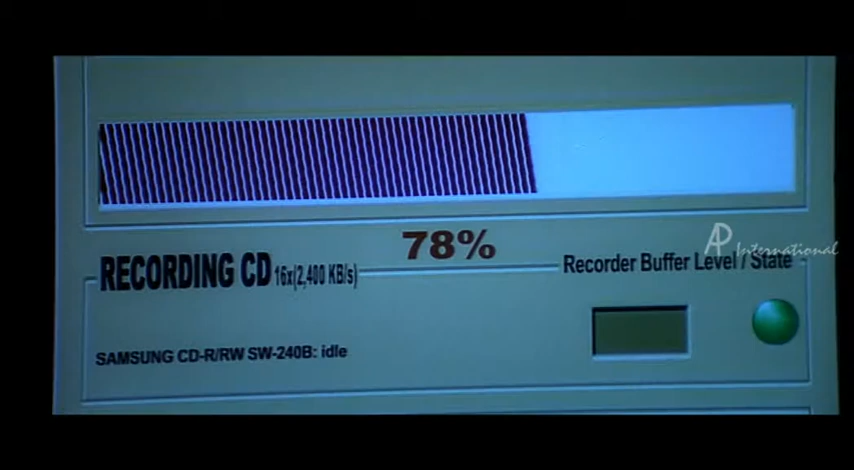 78%
RECORDING CD 16x(2,400 KB/s)
Recorder Buffer Level / State
AP International
SAMSUNG CD-R/RW SW-240B: idle